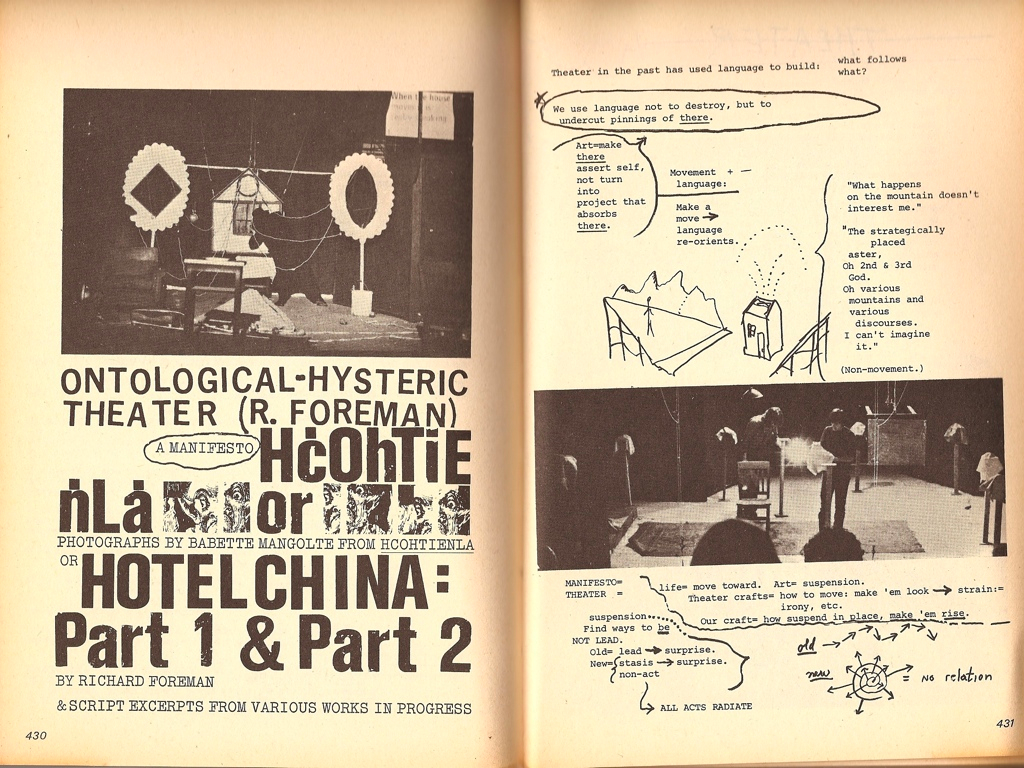 When the house
ONTOLOGICAL-HYSTERIC
THEATER (R. FOREMAN)
A MANIFESTO HĊOhTiE
ṅLȧ or
PHOTOGRAPHS BY BABETTE MANGOLTE FROM HCOHTIENLA
OR HOTELCHINA:
Part 1 & Part 2
BY RICHARD FOREMAN
& SCRIPT EXCERPTS FROM VARIOUS WORKS IN PROGRESS
430
Theater in the past has used language to build: what follows
what?
We use language not to destroy, but to
undercut pinnings of there.
Art=make
there
assert self,
not turn
into
project that
absorbs
there.
Movement + —
language:
Make a
move →
language
re-orients.
"What happens
on the mountain doesn't
interest me."
"The strategically
placed
aster,
Oh 2nd & 3rd
God.
Oh various
mountains and
various
discourses.
I can't imagine
it."
(Non-movement.)
MANIFESTO=
THEATER =
life= move toward. Art= suspension.
Theater crafts= how to move: make 'em look → strain:=
irony, etc.
Our craft= how suspend in place, make 'em rise.
suspension
Find ways to be
NOT LEAD.
Old= lead → surprise.
New= stasis → surprise.
non-act
ALL ACTS RADIATE
old →
new = no relation
431